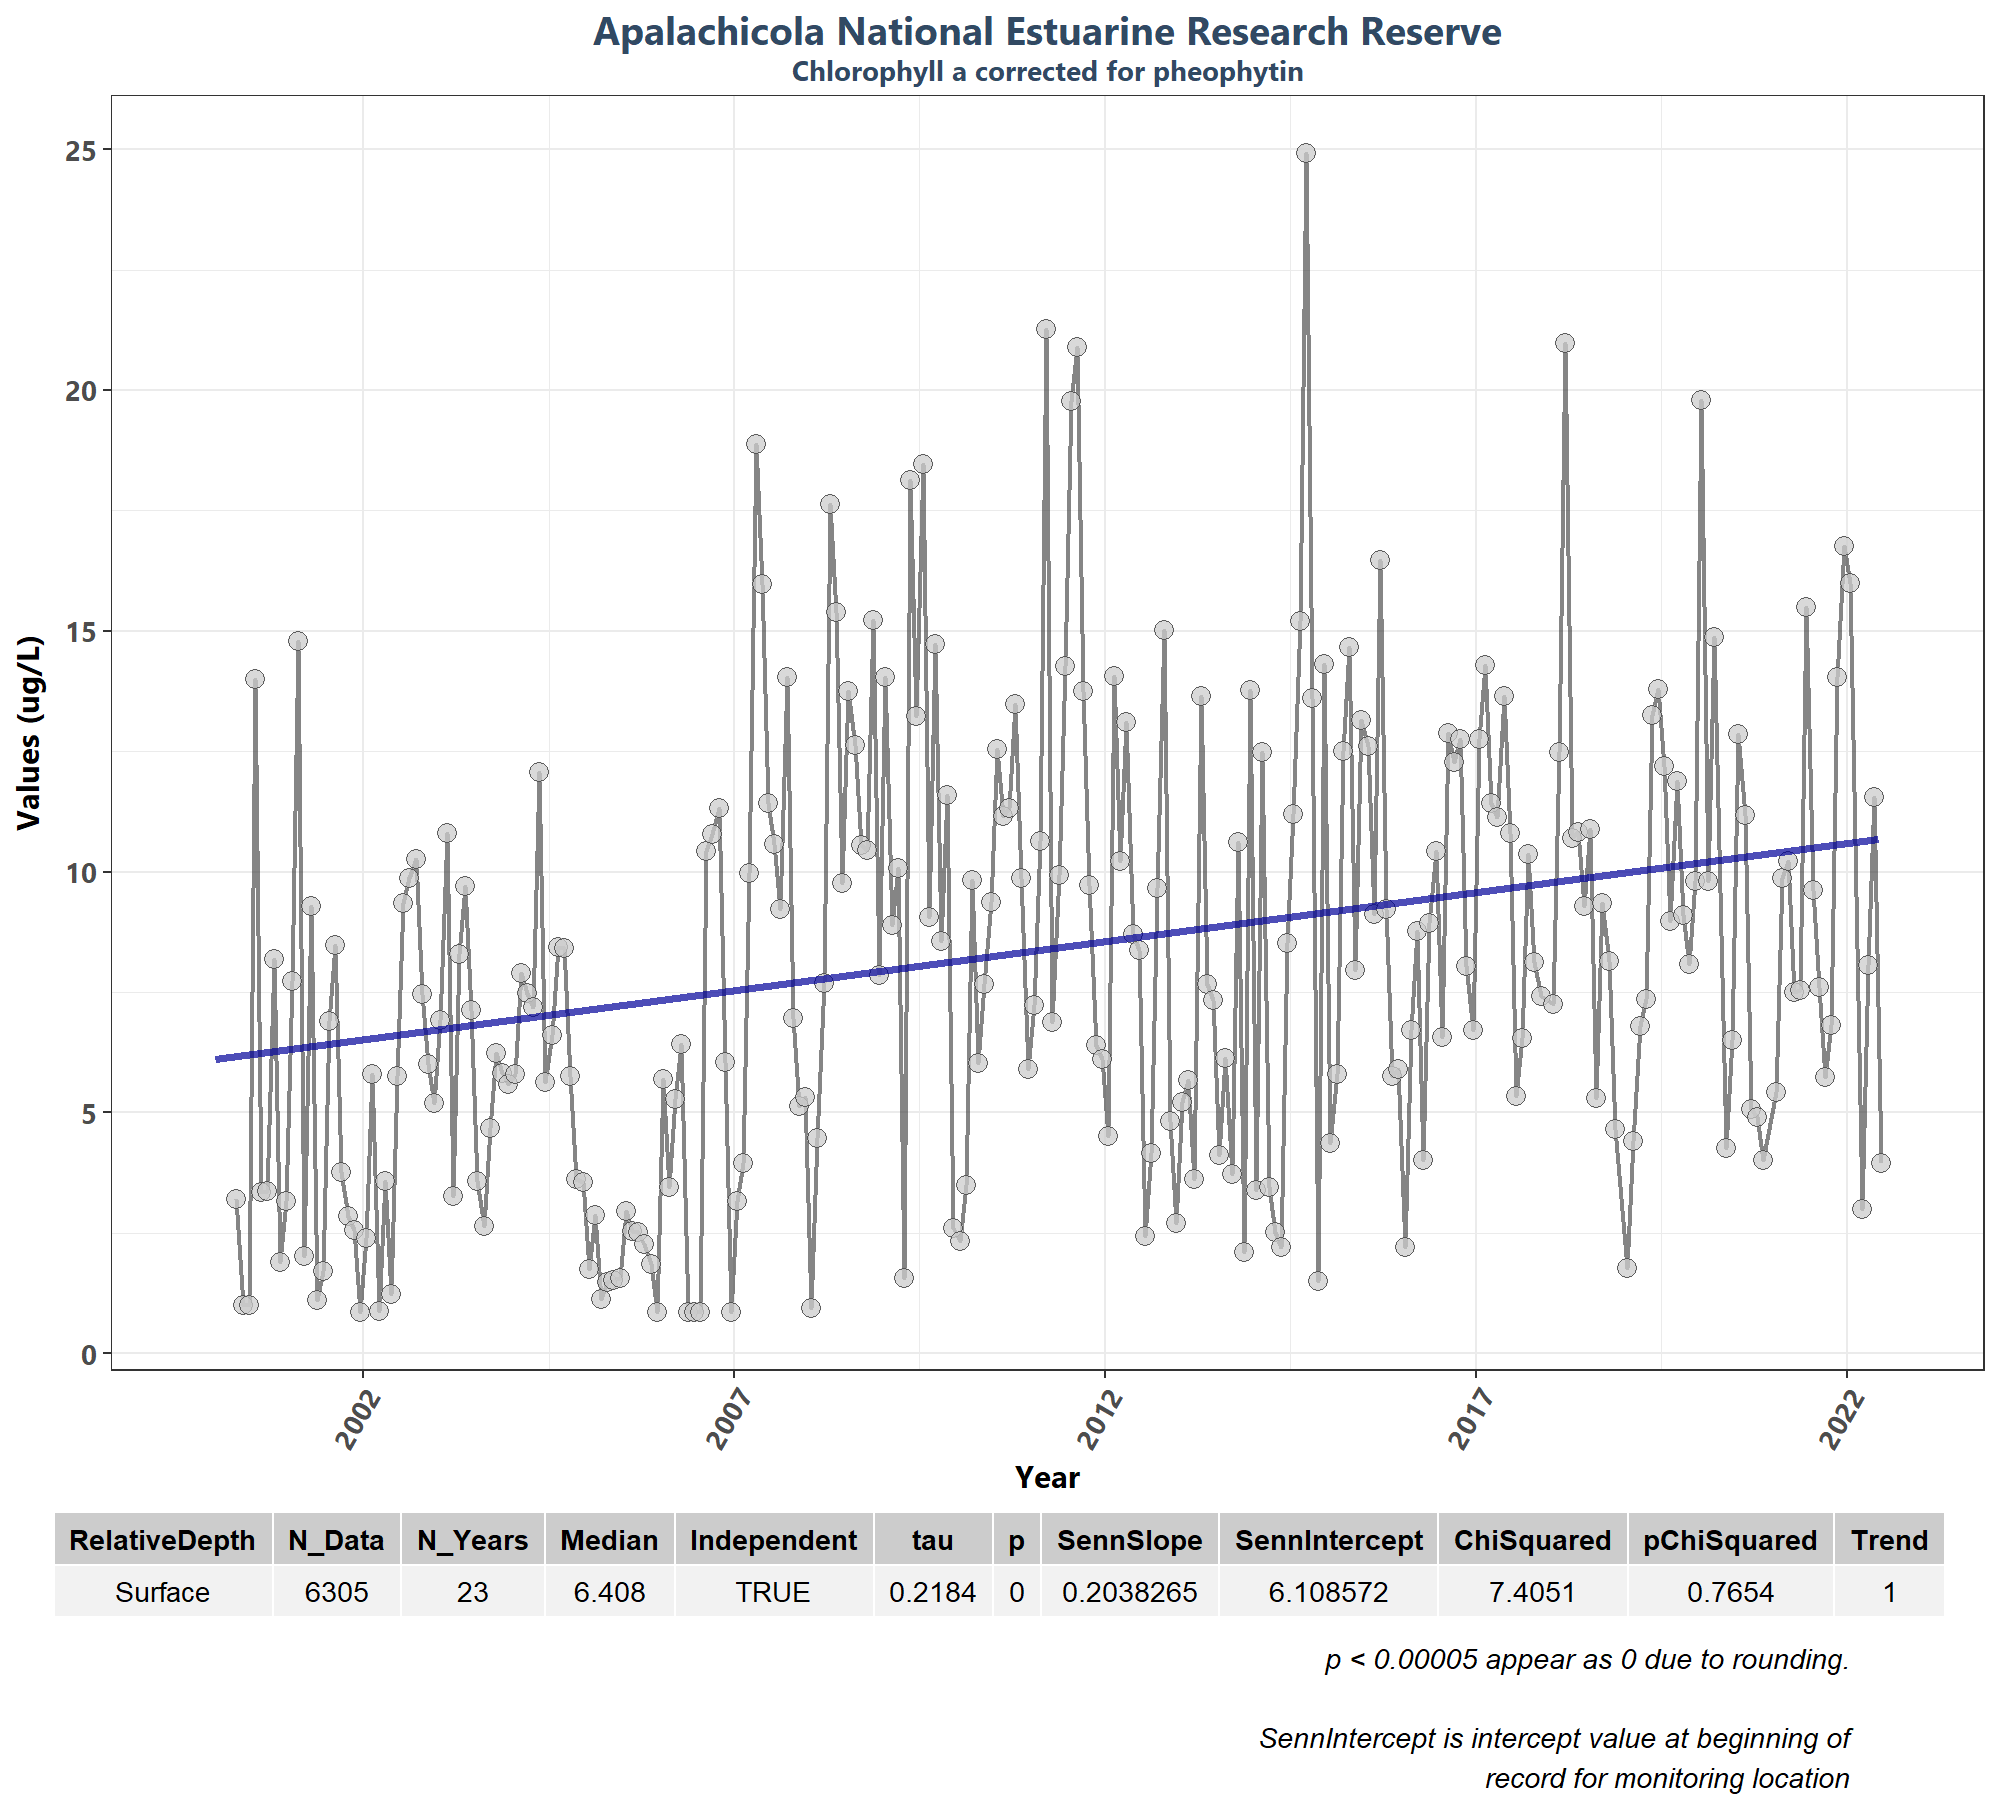 Apalachicola National Estuarine Research Reserve
Chlorophyll a corrected for pheophytin
Values (ug/L)
25
20
15
10
5
0
2002 2007 2012 2017 2022
Year
RelativeDepth N_Data N_Years Median Independent tau p SennSlope SennIntercept ChiSquared pChiSquared Trend
Surface 6305 23 6.408 TRUE 0.2184 0 0.2038265 6.108572 7.4051 0.7654 1
p < 0.00005 appear as 0 due to rounding.
SennIntercept is intercept value at beginning of
record for monitoring location